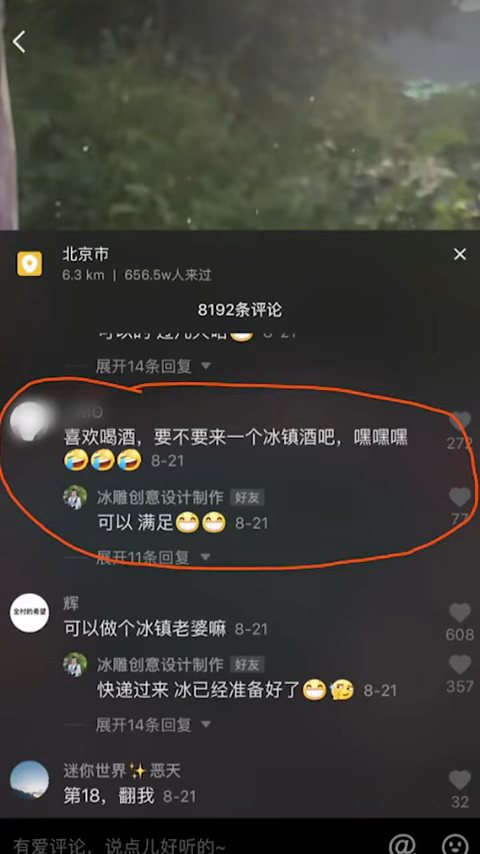 北京市
6.3 km | 656.5w人来过
8192条评论
8-21
展开14条回复
喜欢喝酒，要不要来一个冰镇酒吧，嘿嘿嘿
272
🤣🤣🤣 8-21
冰雕创意设计制作 好友
可以 满足😁😁 8-21
77
展开11条回复
全村的希望
辉
可以做个冰镇老婆嘛 8-21
608
冰雕创意设计制作 好友
快递过来 冰已经准备好了😁🤔 8-21
357
展开14条回复
迷你世界✨恶天
第18，翻我 8-21
32
有爱评论，说点儿好听的~